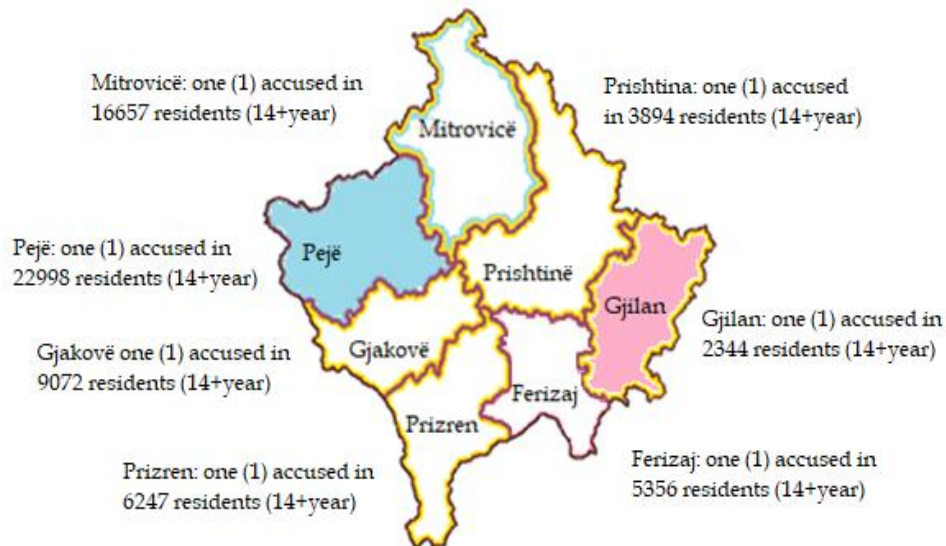 Mitrovicë: one (1) accused in
16657 residents (14+year)
Prishtina: one (1) accused
in 3894 residents (14+year)
Mitrovicë
Pejë: one (1) accused in
22998 residents (14+year)
Pejë
Prishtinë
Gjilan
Gjilan: one (1) accused in
2344 residents (14+year)
Gjakovë one (1) accused in
9072 residents (14+year)
Gjakovë
Ferizaj
Prizren
Prizren: one (1) accused in
6247 residents (14+year)
Ferizaj: one (1) accused in
5356 residents (14+year)